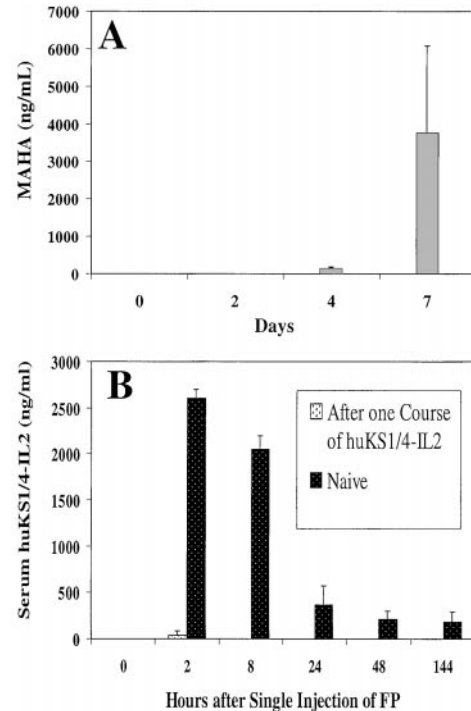 A
MAHA (ng/mL)
7000
6000
5000
4000
3000
2000
1000
0
0 2 4 7
Days
B
Serum huKS1/4-IL2 (ng/ml)
3000
2500
2000
1500
1000
500
0
After one Course
of huKS1/4-IL2
Naive
0 2 8 24 48 144
Hours after Single Injection of FP